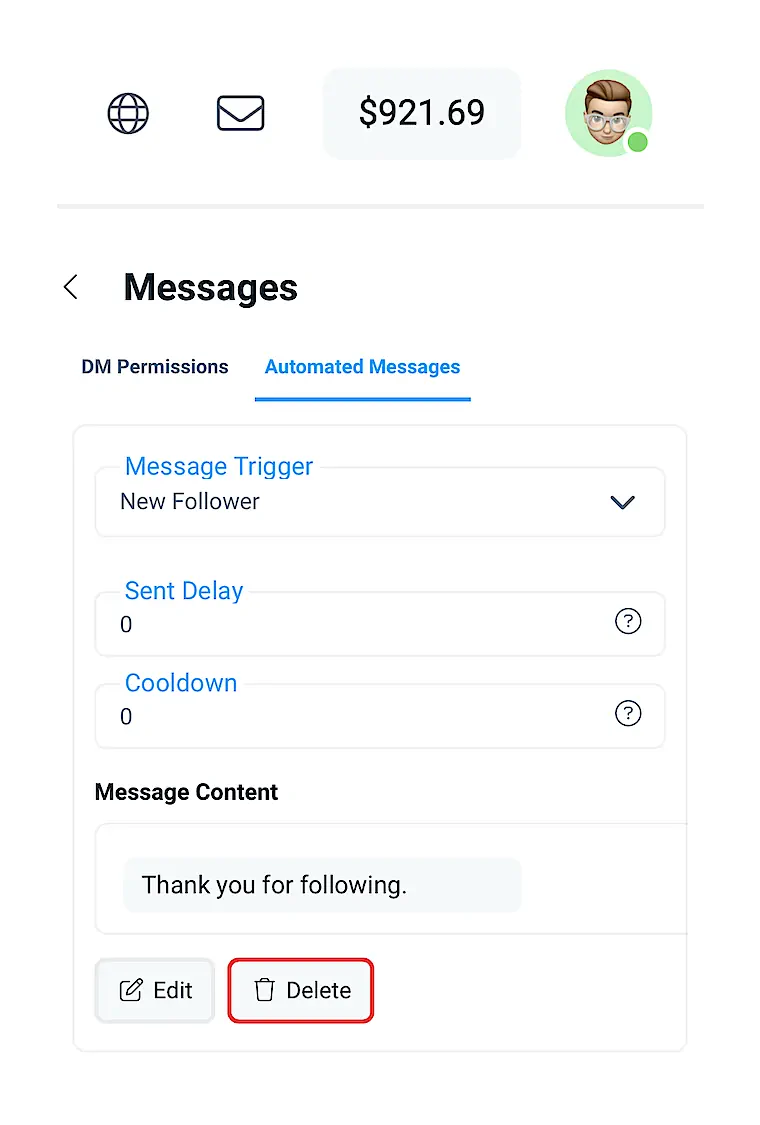 $921.69
Messages
DM Permissions Automated Messages
Message Trigger
New Follower
Sent Delay
0
Cooldown
0
Message Content
Thank you for following.
Edit Delete